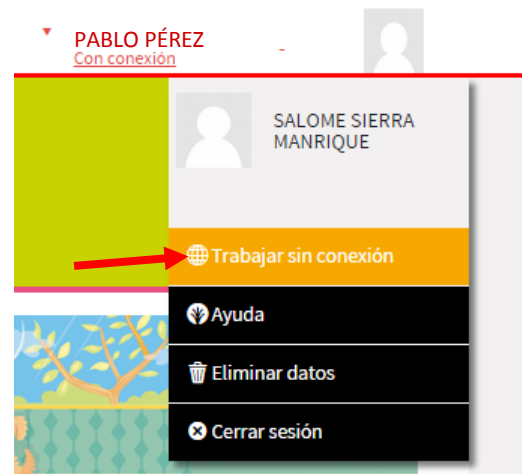 PABLO PÉREZ
Con conexión
SALOME SIERRA
MANRIQUE
Trabajar sin conexión
Ayuda
Eliminar datos
Cerrar sesión